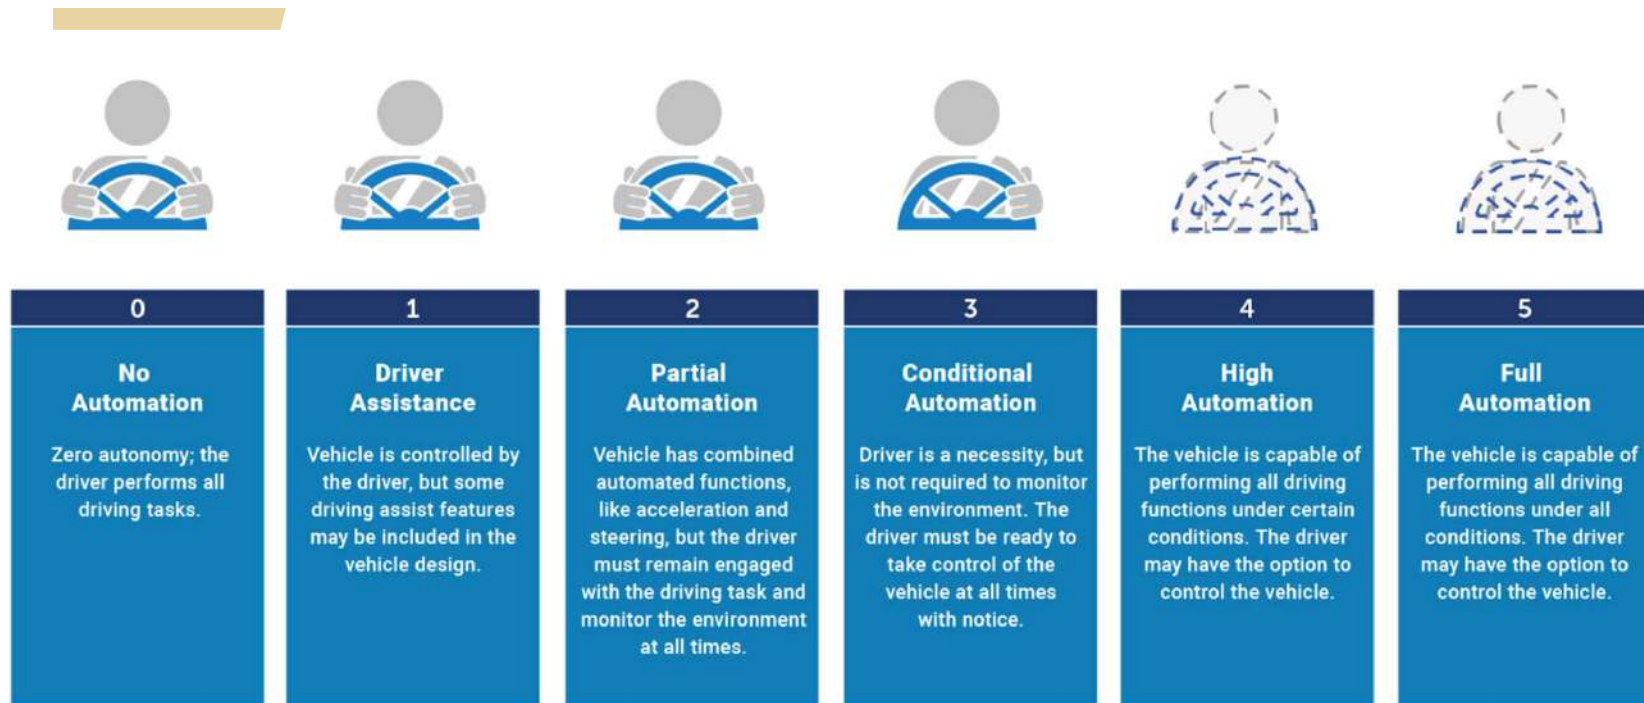 0
No
Automation
Zero autonomy; the
driver performs all
driving tasks.
1
Driver
Assistance
Vehicle is controlled by
the driver, but some
driving assist features
may be included in the
vehicle design.
2
Partial
Automation
Vehicle has combined
automated functions,
like acceleration and
steering, but the driver
must remain engaged
with the driving task and
monitor the environment
at all times.
3
Conditional
Automation
Driver is a necessity, but
is not required to monitor
the environment. The
driver must be ready to
take control of the
vehicle at all times
with notice.
4
High
Automation
The vehicle is capable of
performing all driving
functions under certain
conditions. The driver
may have the option to
control the vehicle.
5
Full
Automation
The vehicle is capable of
performing all driving
functions under all
conditions. The driver
may have the option to
control the vehicle.